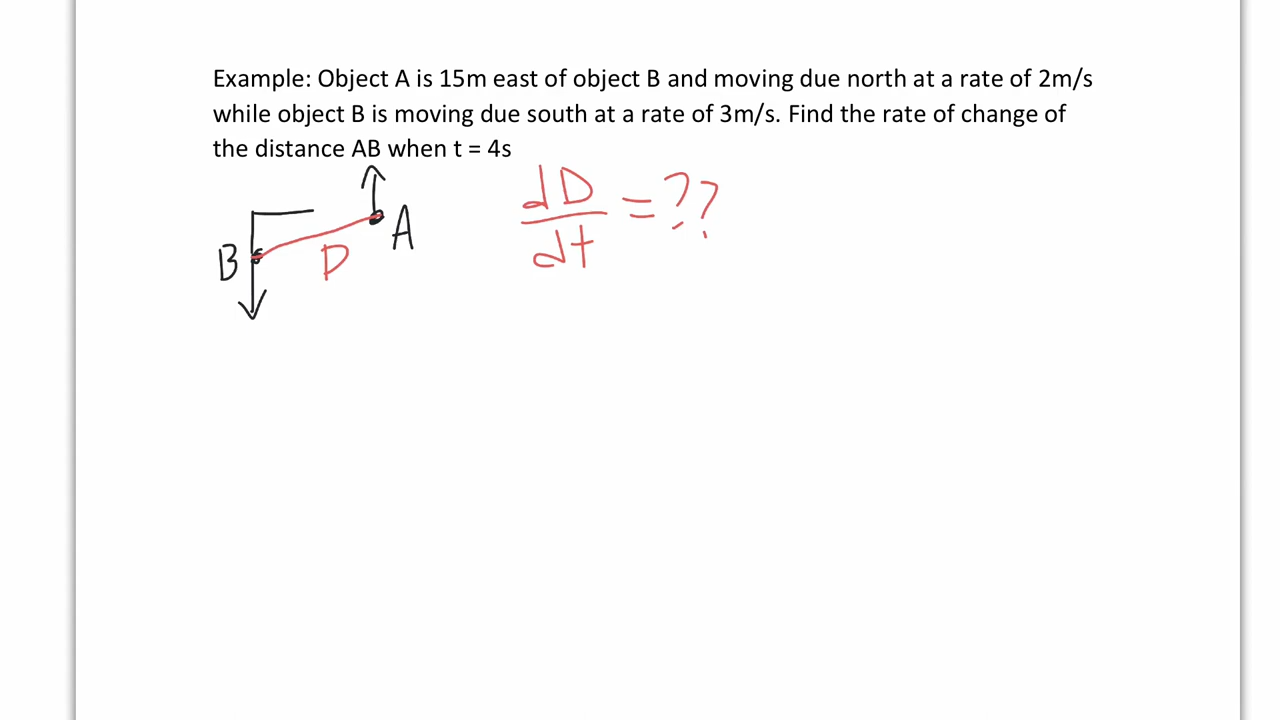 Example: Object A is 15m east of object B and moving due north at a rate of 2m/s
while object B is moving due south at a rate of 3m/s. Find the rate of change of
the distance AB when t = 4s
dD/dt = ??
A
B
D